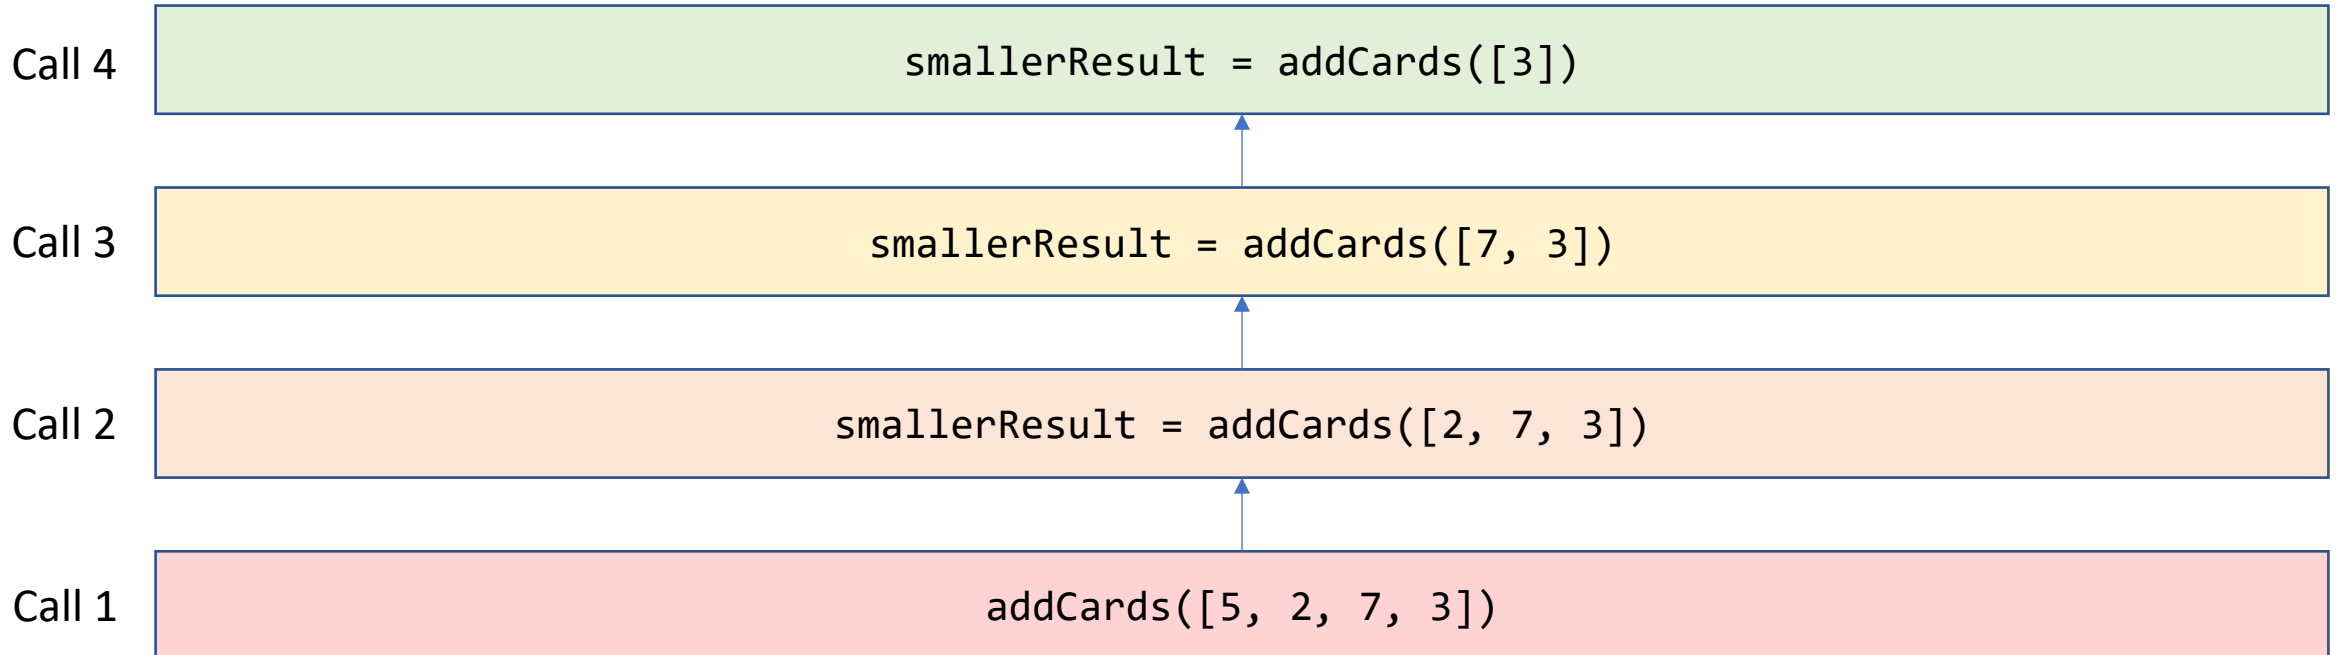 Call 4
smallerResult = addCards([3])
Call 3
smallerResult = addCards([7, 3])
Call 2
smallerResult = addCards([2, 7, 3])
Call 1
addCards([5, 2, 7, 3])